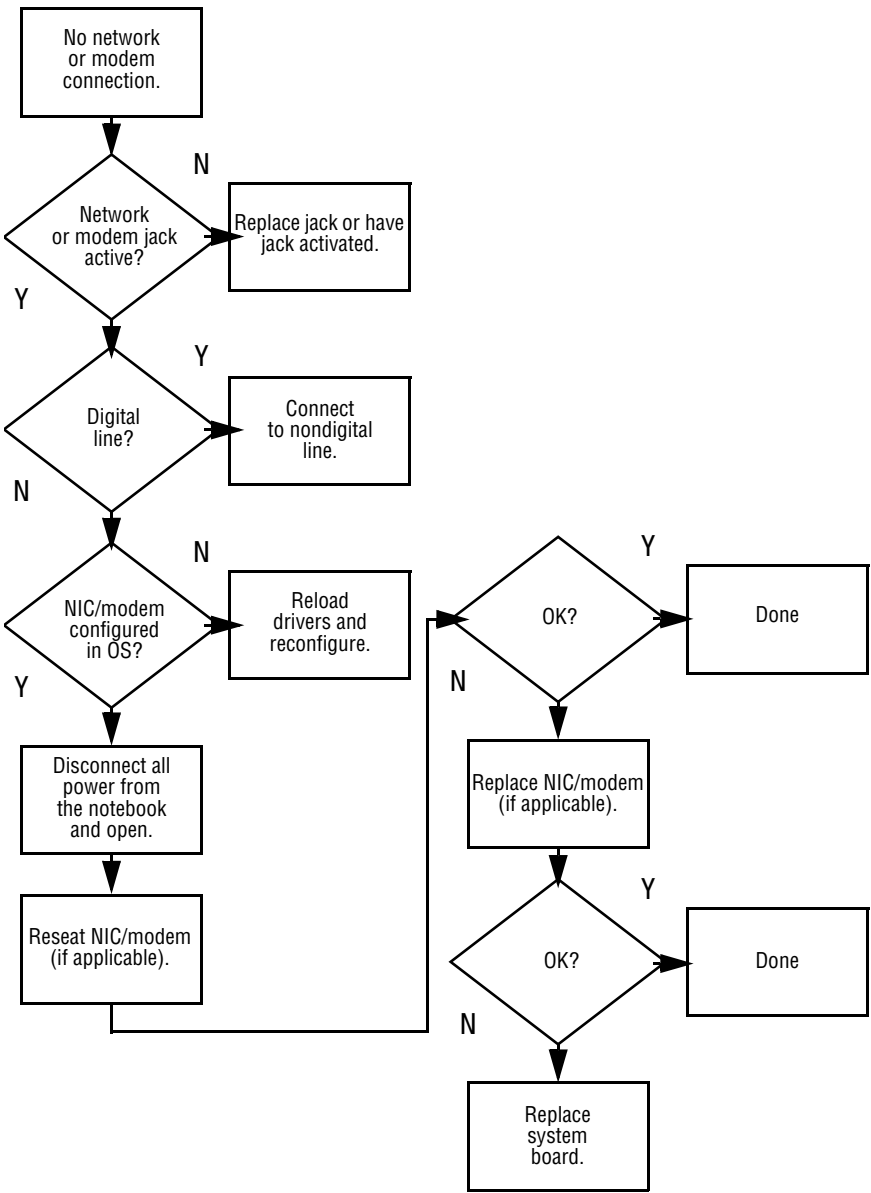 No network
or modem
connection.
N
Network
or modem jack
active?
Replace jack or have
jack activated.
Y
Y
Digital
line?
Connect
to nondigital
line.
N
N
NIC/modem
configured
in OS?
Reload
drivers and
reconfigure.
Y
Disconnect all
power from
the notebook
and open.
Reseat NIC/modem
(if applicable).
Y
OK?
Done
N
Replace NIC/modem
(if applicable).
Y
OK?
Done
N
Replace
system
board.